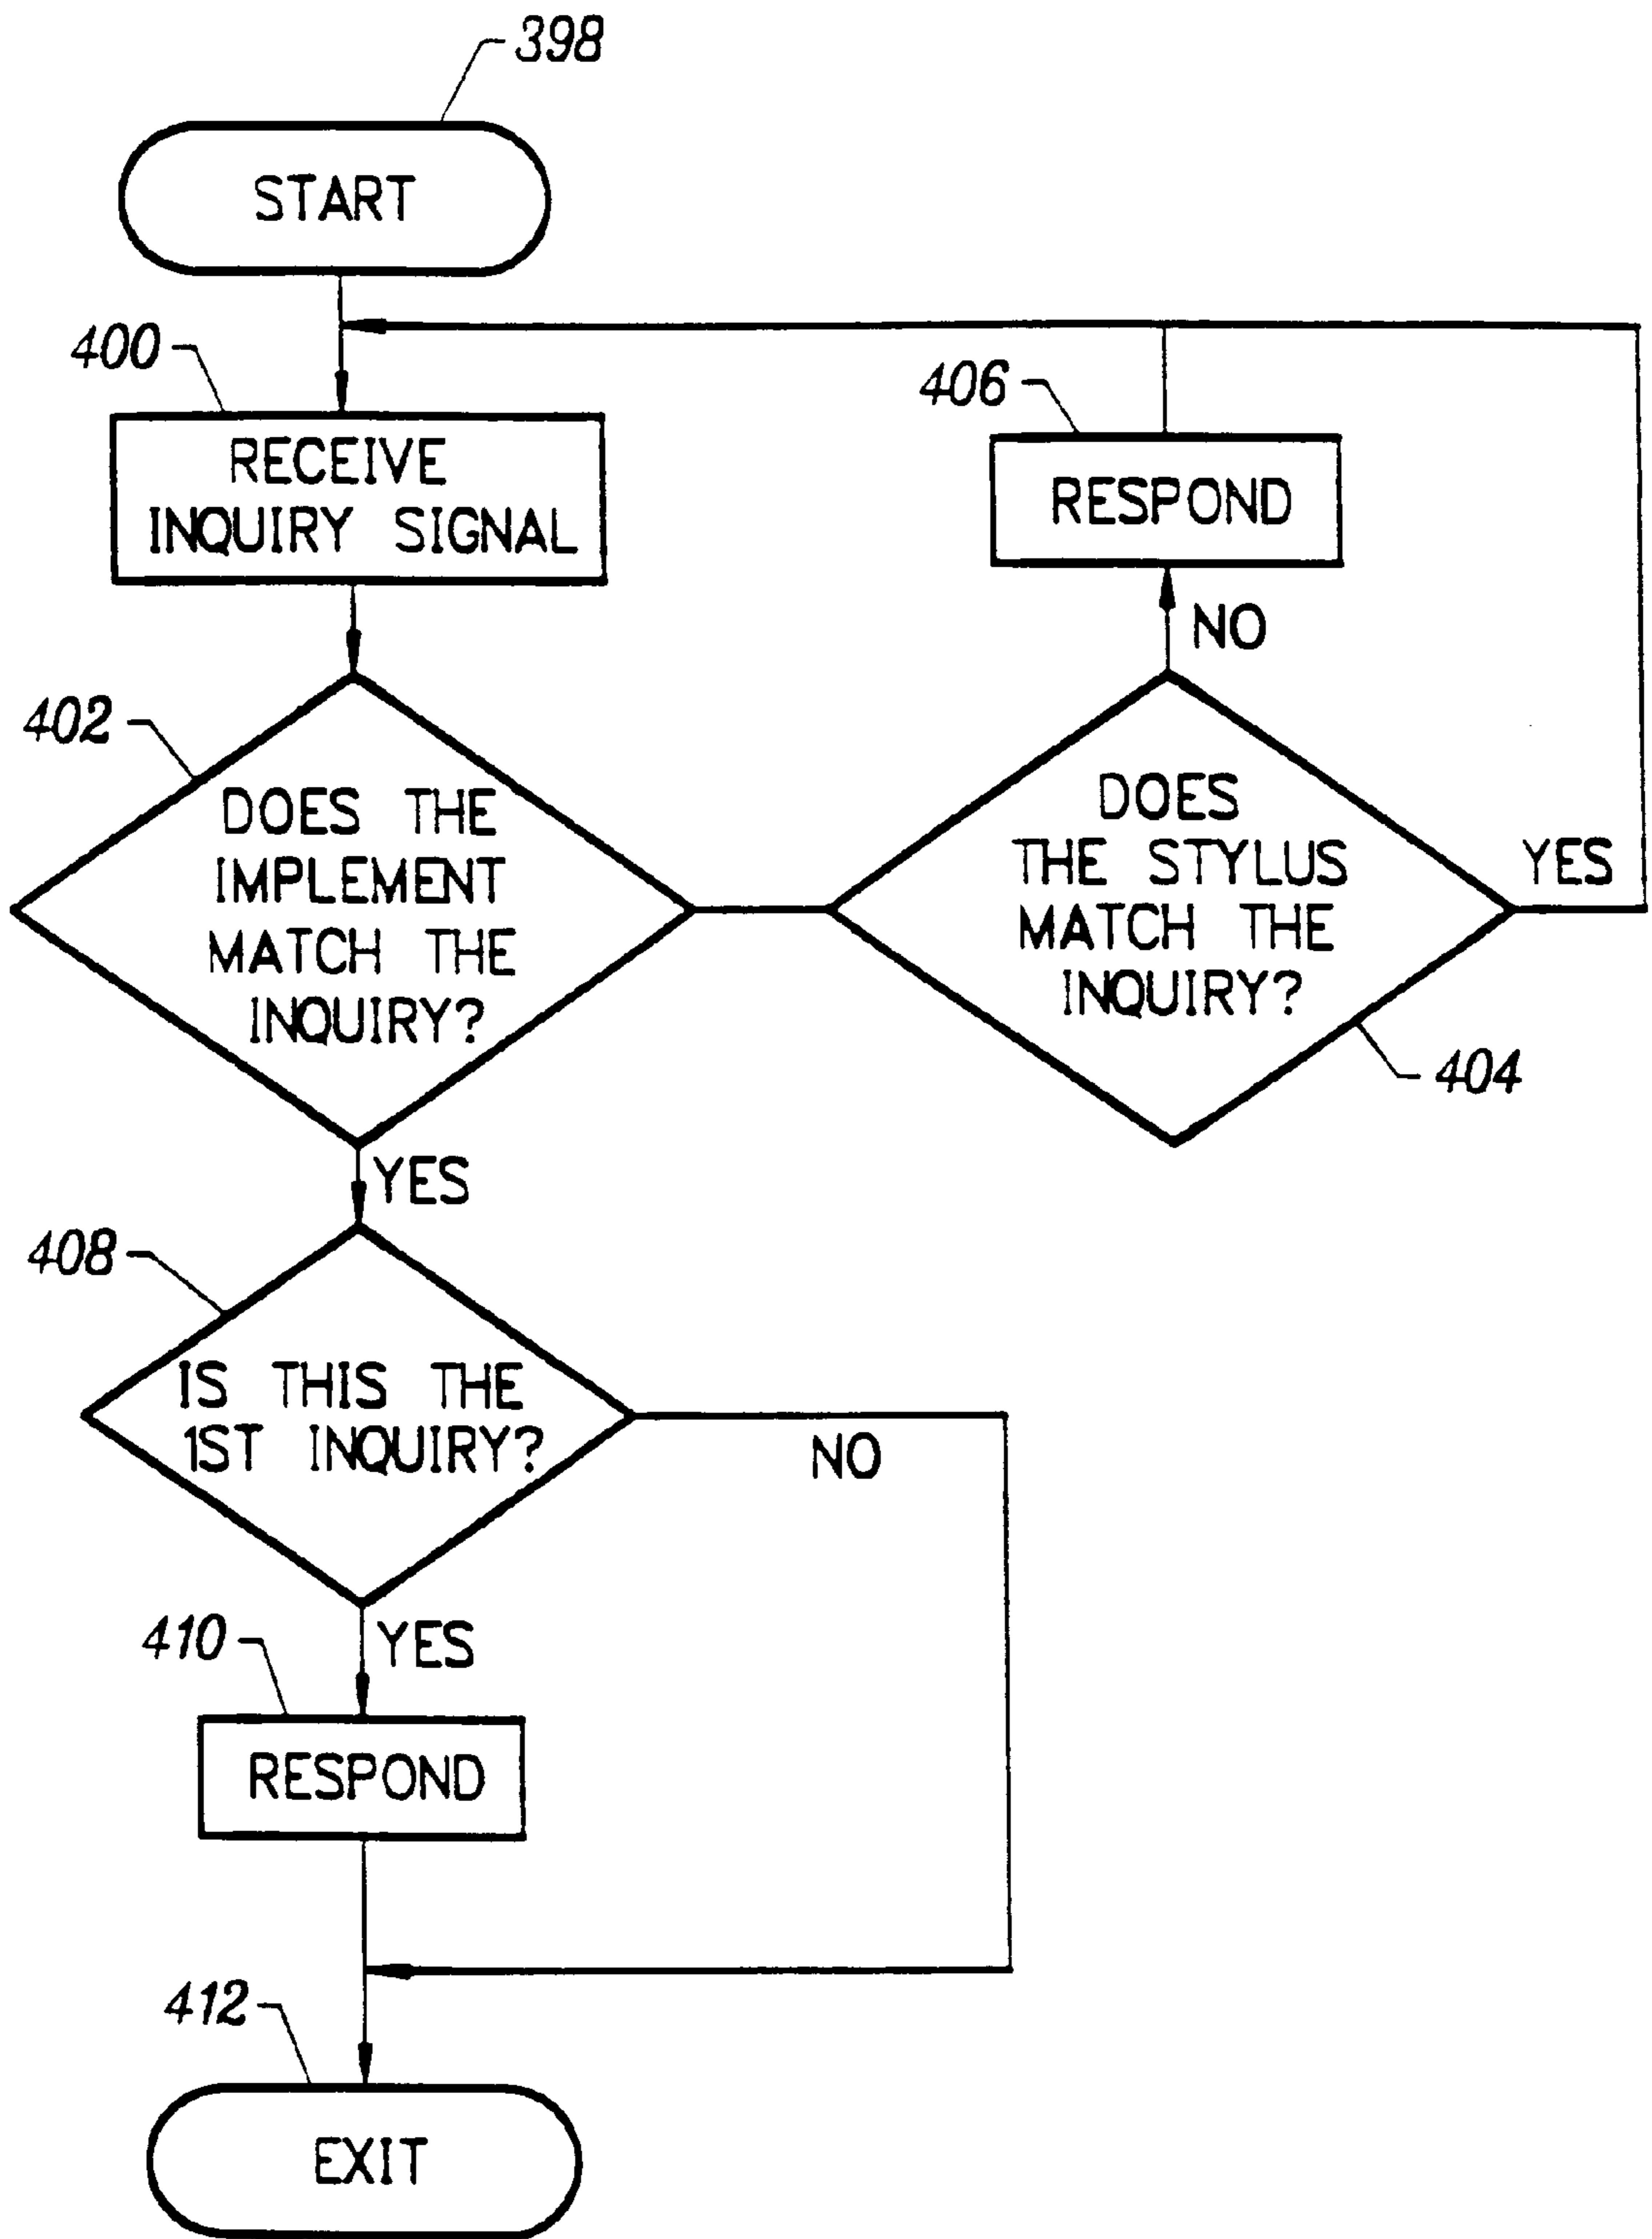 398
START
400
RECEIVE
INQUIRY SIGNAL
406
RESPOND
NO
402
DOES THE
IMPLEMENT
MATCH THE
INQUIRY?
DOES
THE STYLUS
MATCH THE
INQUIRY?
YES
404
YES
408
IS THIS THE
1ST INQUIRY?
NO
YES
410
RESPOND
412
EXIT